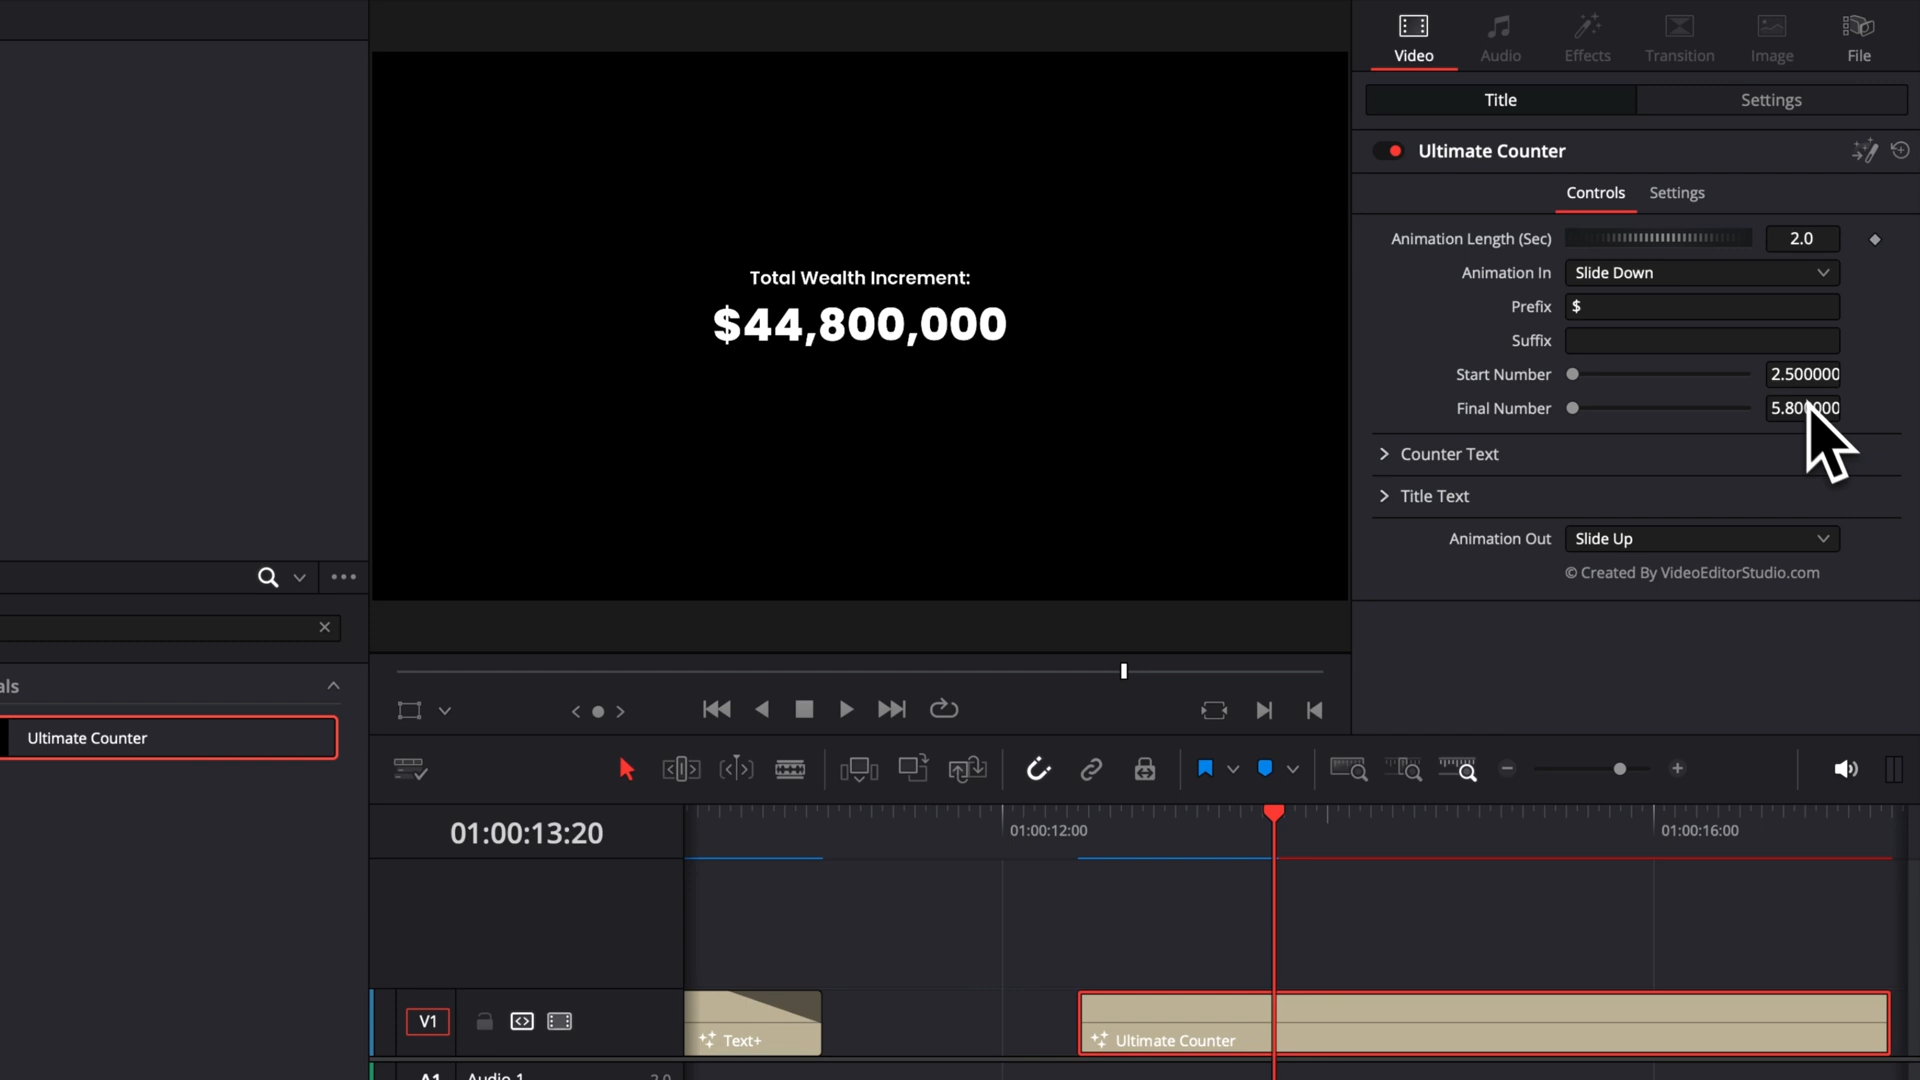 Video
Audio
Effects
Transition
Image
File
Title
Settings
Ultimate Counter
Controls
Settings
Animation Length (Sec)
2.0
Animation In
Slide Down
Prefix
$
Suffix
Start Number
2.500000
Final Number
Counter Text
Title Text
Animation Out
Slide Up
© Created By VideoEditorStudio.com
Total Wealth Increment:
$44,800,000
als
Ultimate Counter
01:00:13:20
01:00:12:00
01:00:16:00
V1
Text+
Ultimate Counter
A1
Audio 1
2.0